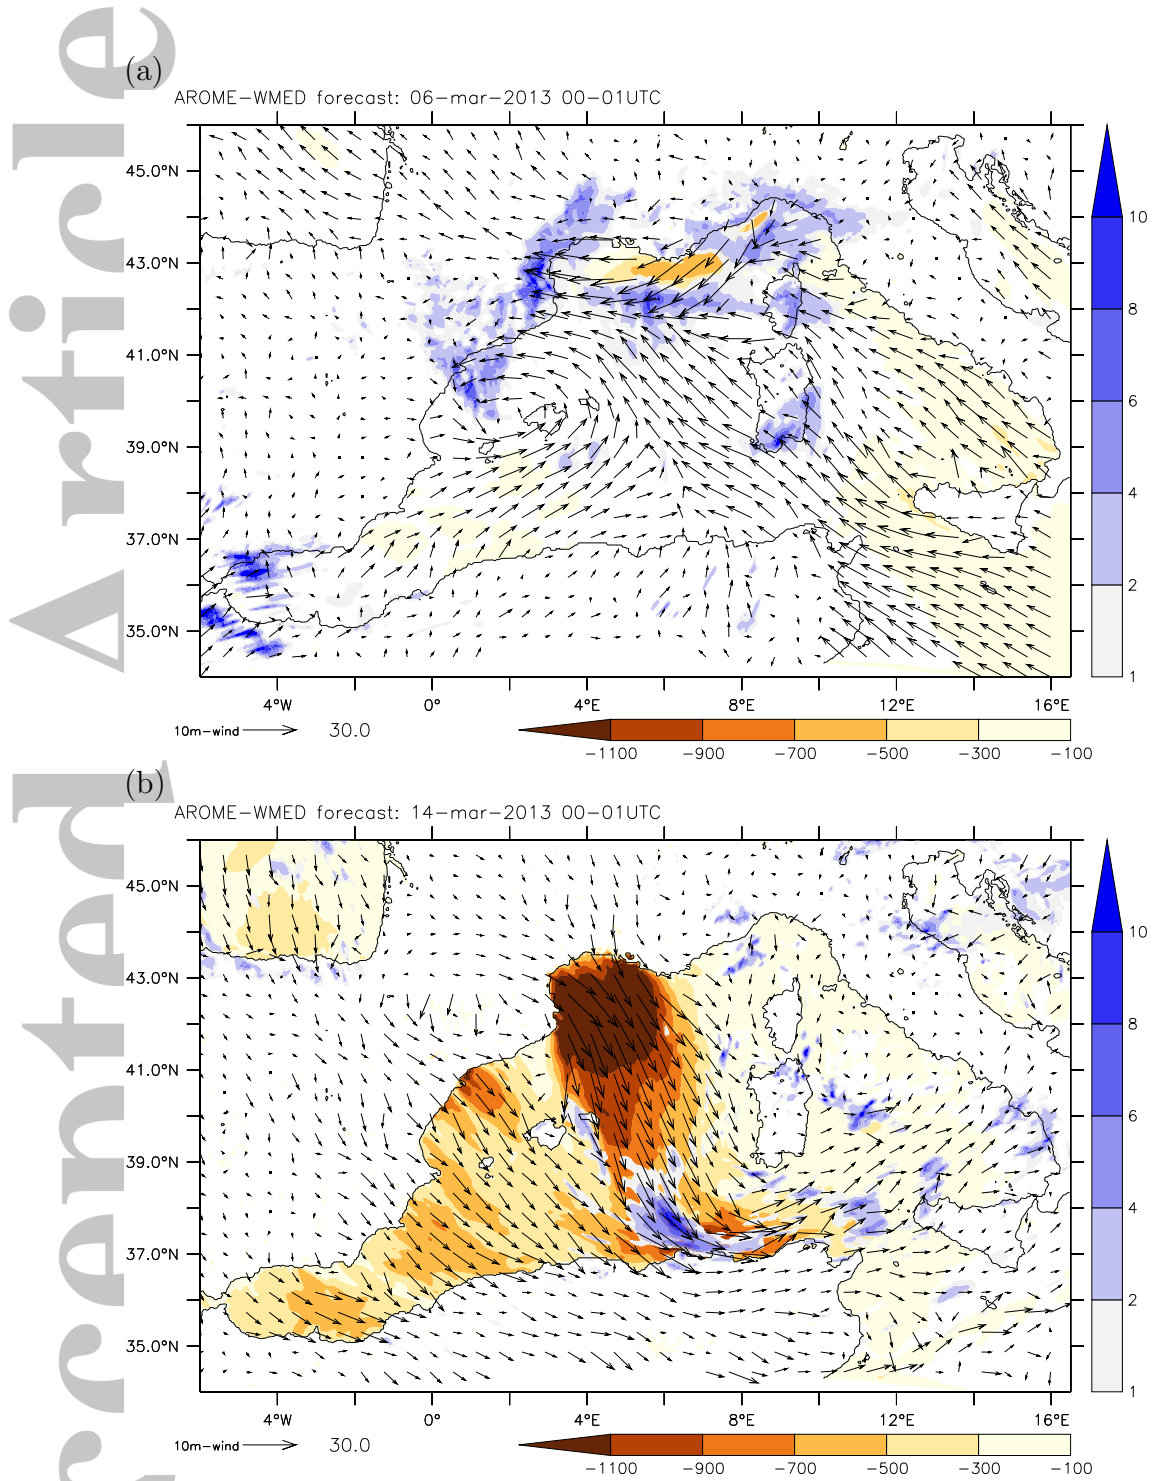 Accepted Article
(a)
AROME-WMED forecast: 06-mar-2013 00-01UTC
45.0°N
43.0°N
41.0°N
39.0°N
37.0°N
35.0°N
4°W
0°
4°E
8°E
12°E
16°E
10
8
6
4
2
1
10m-wind
30.0
-1100
-900
-700
-500
-300
-100
(b)
AROME-WMED forecast: 14-mar-2013 00-01UTC
45.0°N
43.0°N
41.0°N
39.0°N
37.0°N
35.0°N
4°W
0°
4°E
8°E
12°E
16°E
10
8
6
4
2
1
10m-wind
30.0
-1100
-900
-700
-500
-300
-100